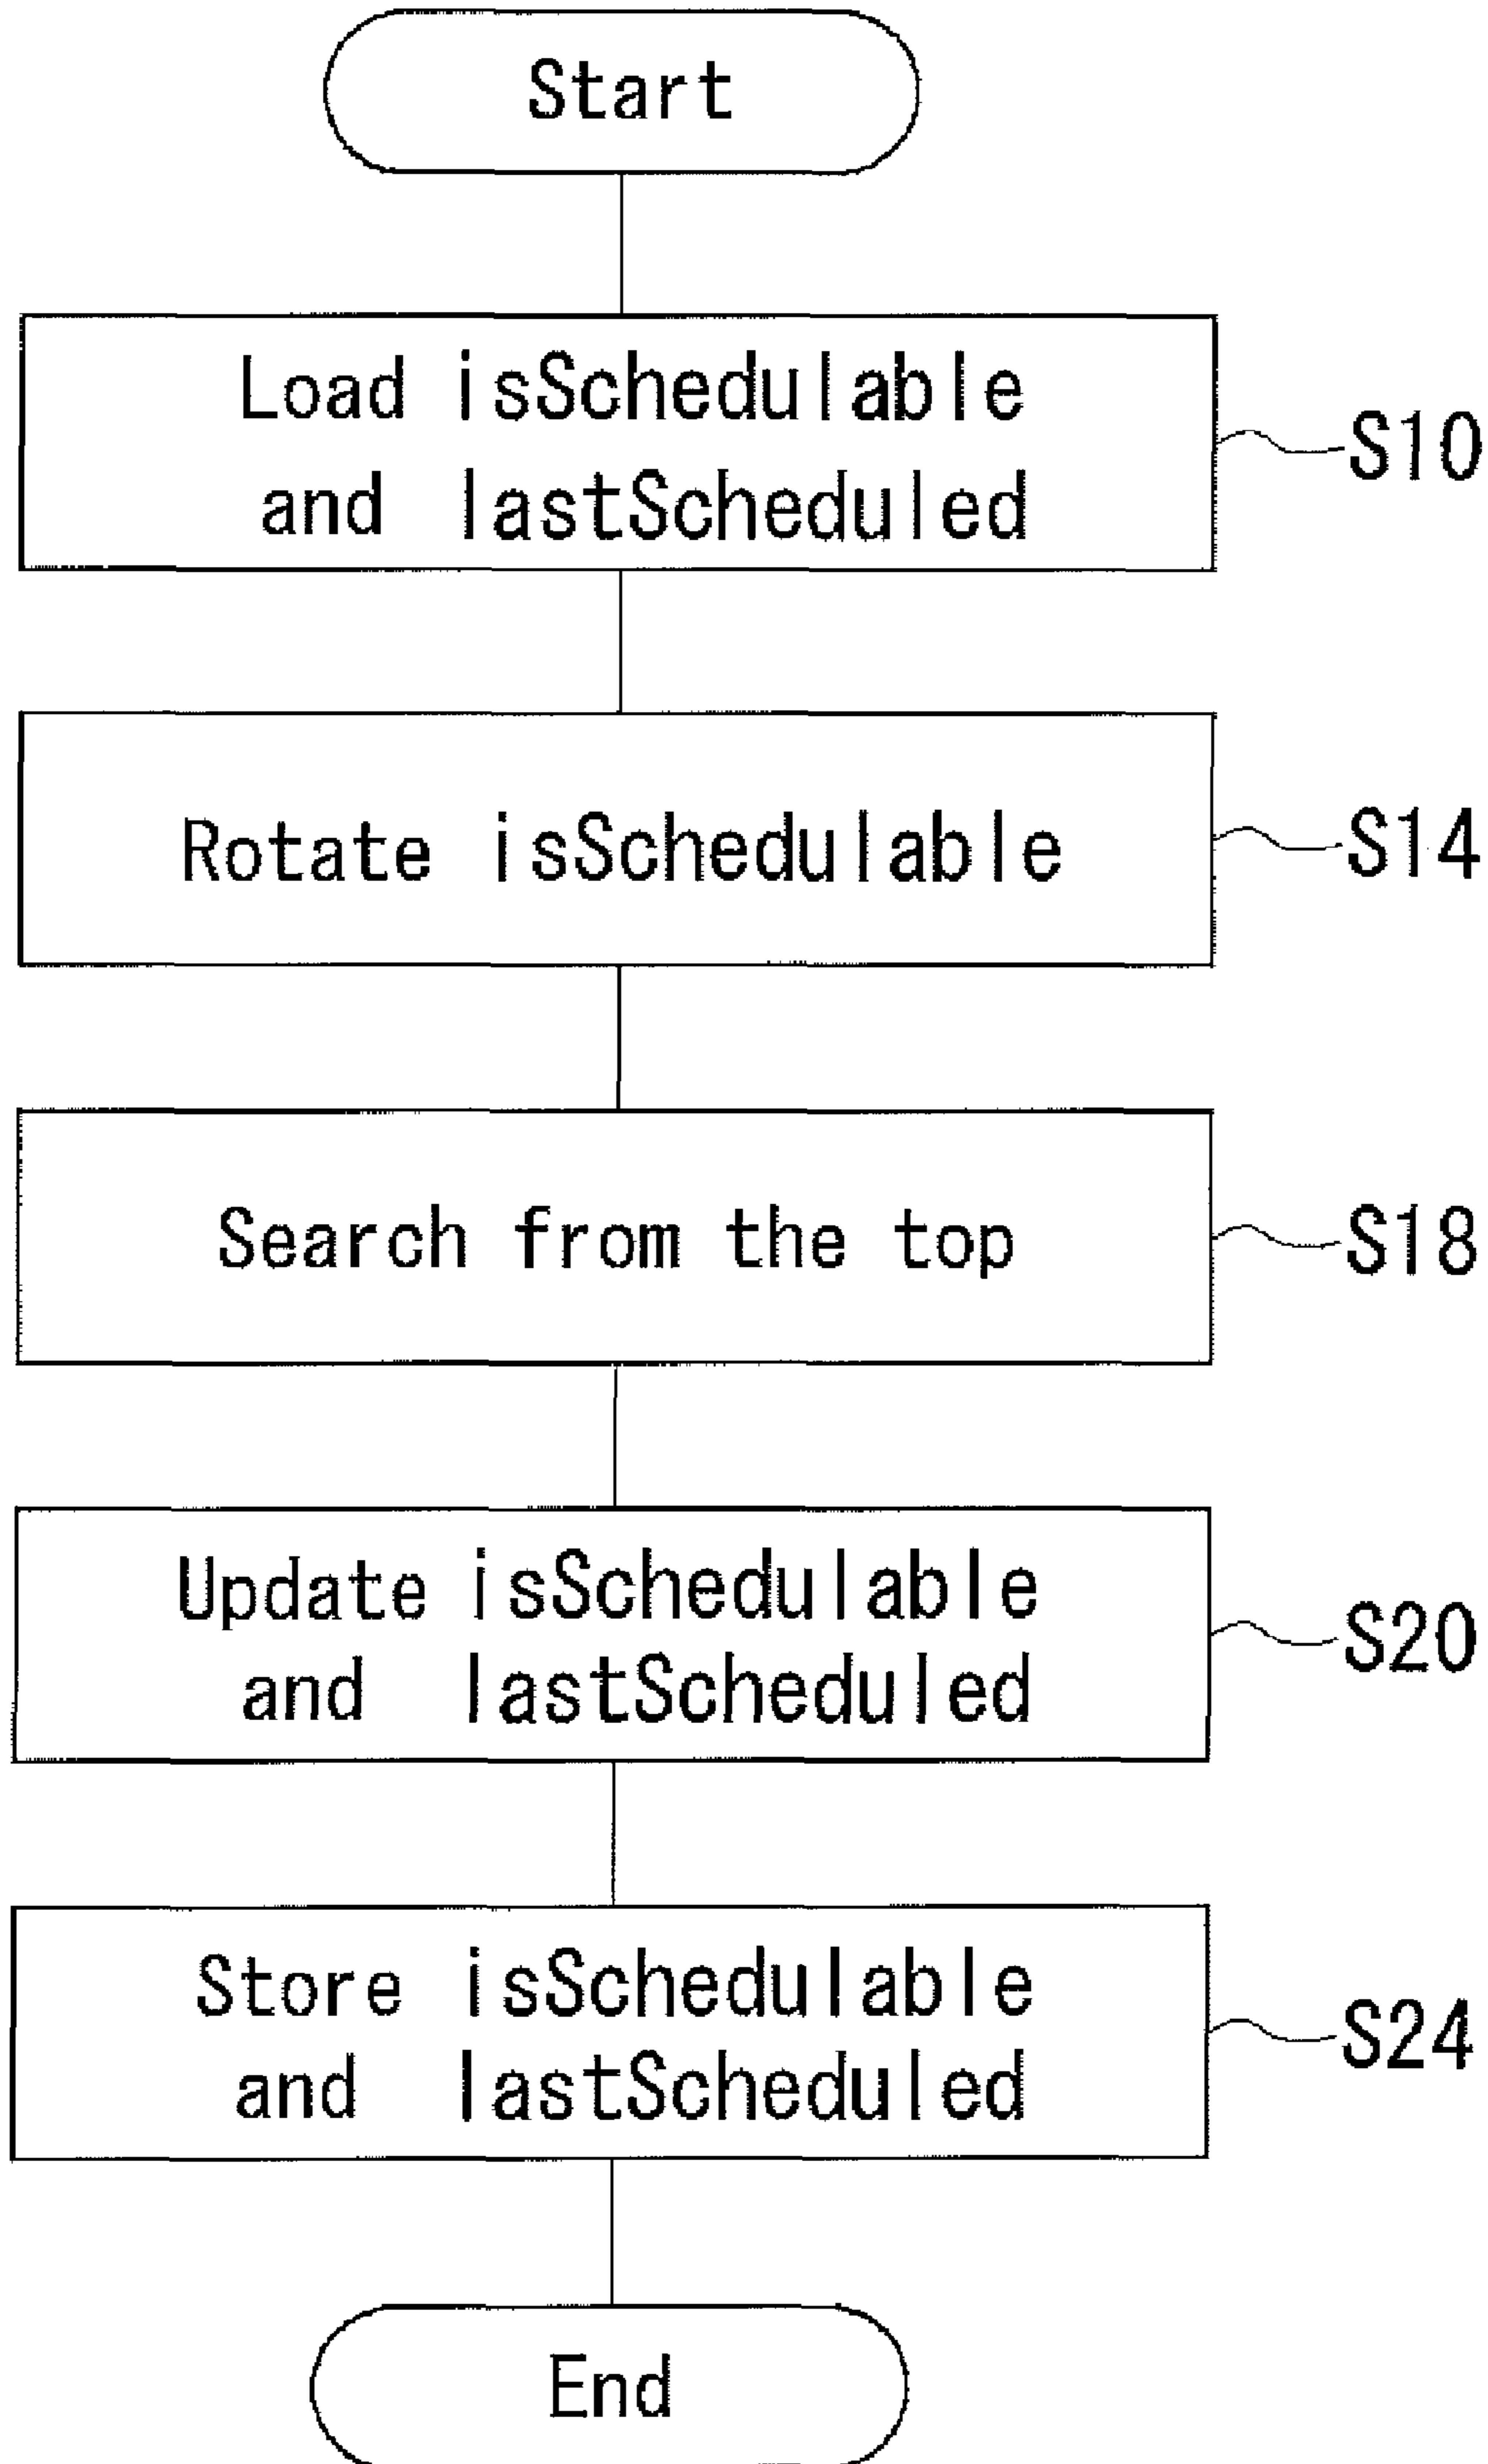 Start
Load isSchedulable
and lastScheduled
S10
Rotate isSchedulable
S14
Search from the top
S18
Update isSchedulable
and lastScheduled
S20
Store isSchedulable
and lastScheduled
S24
End